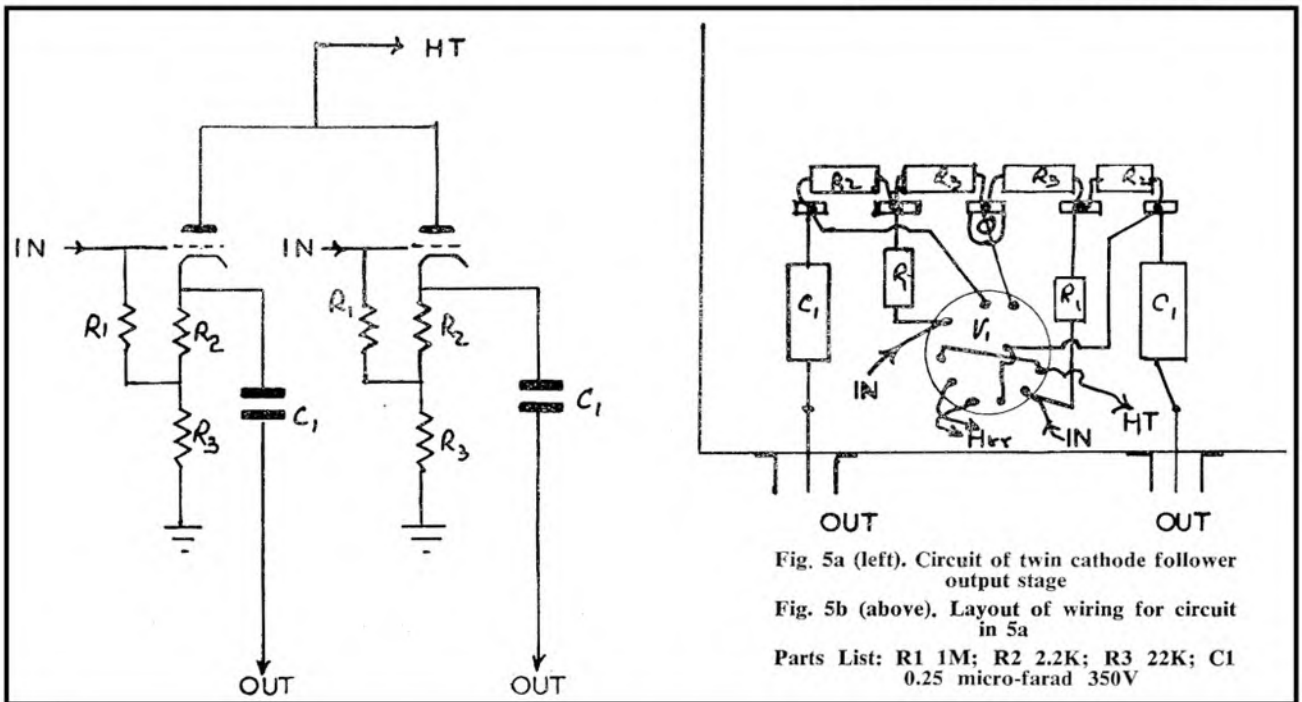 HT
IN
IN
R1
R2
R1
R2
C1
C1
R3
R3
OUT
OUT
R2
R3
R3
R2
C1
R1
R1
C1
V1
IN
HT
IN
OUT
OUT
Fig. 5a (left). Circuit of twin cathode follower
output stage
Fig. 5b (above). Layout of wiring for circuit
in 5a
Parts List: R1 1M; R2 2.2K; R3 22K; C1
0.25 micro-farad 350V